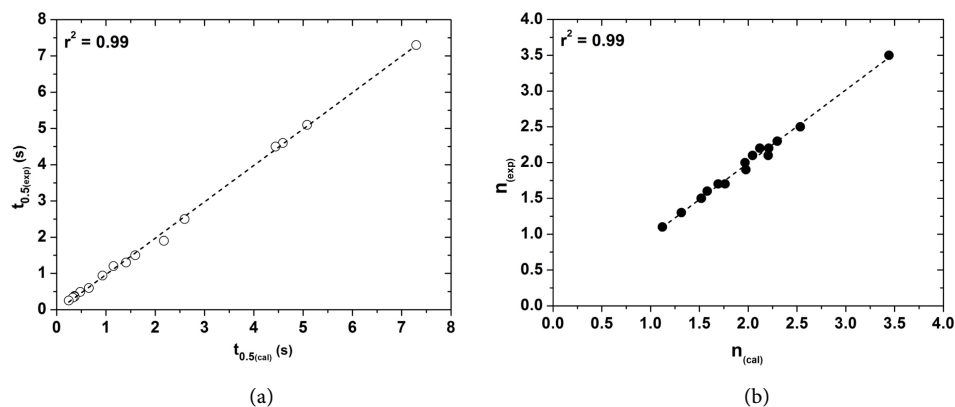 r² = 0.99
8
7
6
5
4
3
2
1
0
t0.5(exp) (s)
0 1 2 3 4 5 6 7 8
t0.5(cal) (s)
(a)
r² = 0.99
4.0
3.5
3.0
2.5
2.0
1.5
1.0
0.5
0.0
n(exp)
0.0 0.5 1.0 1.5 2.0 2.5 3.0 3.5 4.0
n(cal)
(b)